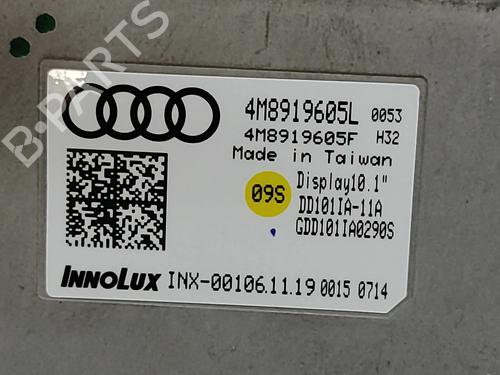 B-PARTS
4M8919605L 0053
4M8919605F H32
Made in Taiwan
09S
Display10.1"
DD101IA-11A
GDD101IA0290S
INNOLUX INX-00106.11.19 0015 0714